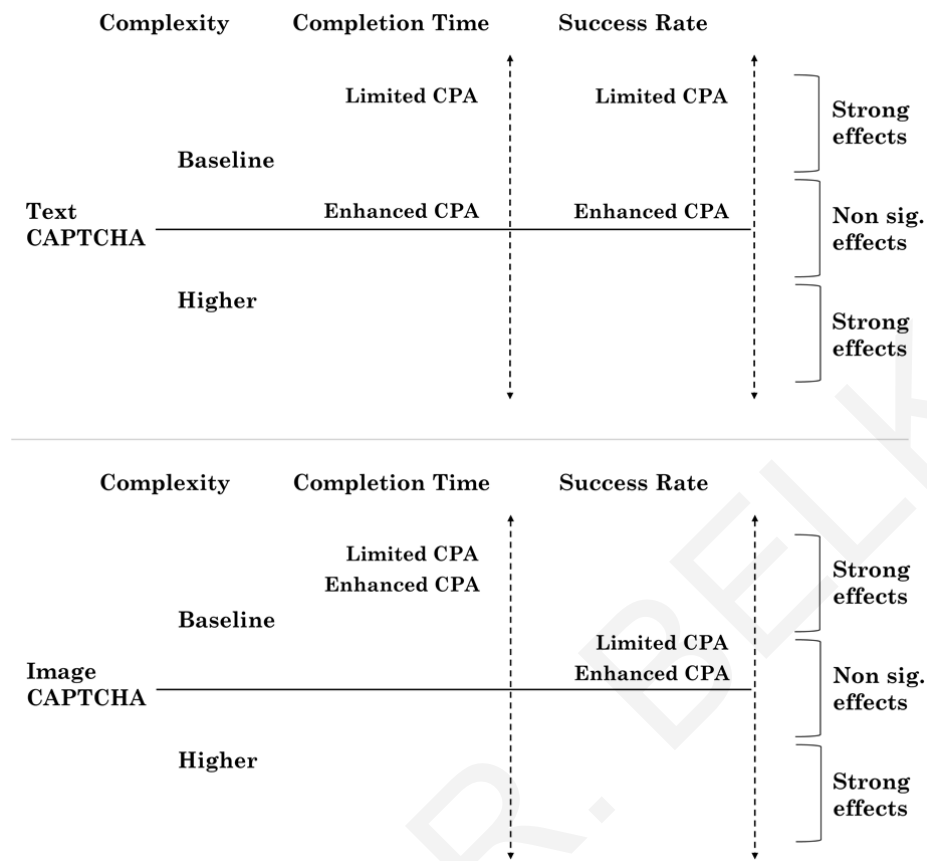 Complexity Completion Time Success Rate
Limited CPA Limited CPA
Strong
effects
Baseline
Text
CAPTCHA
Enhanced CPA Enhanced CPA
Non sig.
effects
Higher
Strong
effects
Complexity Completion Time Success Rate
Limited CPA
Enhanced CPA
Strong
effects
Baseline
Limited CPA
Enhanced CPA
Image
CAPTCHA
Non sig.
effects
Higher
Strong
effects
R. BELK